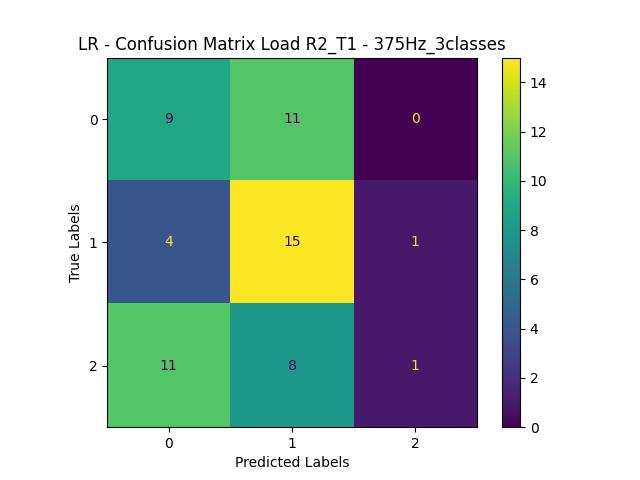 LR - Confusion Matrix Load R2_T1 - 375Hz_3classes
True Labels
0
9 11 0
1
4 15 1
2
11 8 1
0 1 2
Predicted Labels
14
12
10
8
6
4
2
0